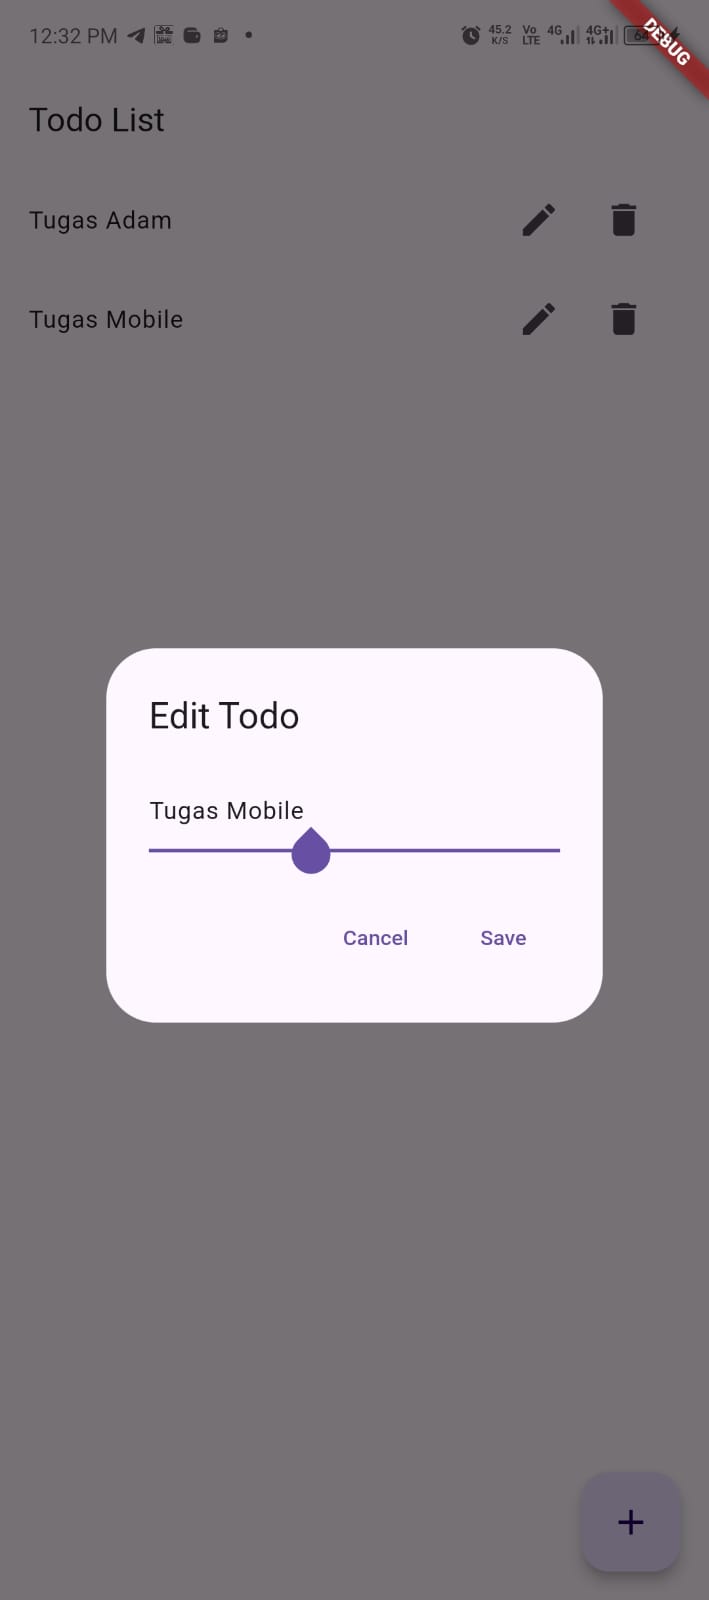 12:32 PM
45.2 K/S
Vo LTE
4G
4G+
64
DEBUG
Todo List
Tugas Adam
Tugas Mobile
Edit Todo
Tugas Mobile
Cancel
Save
+